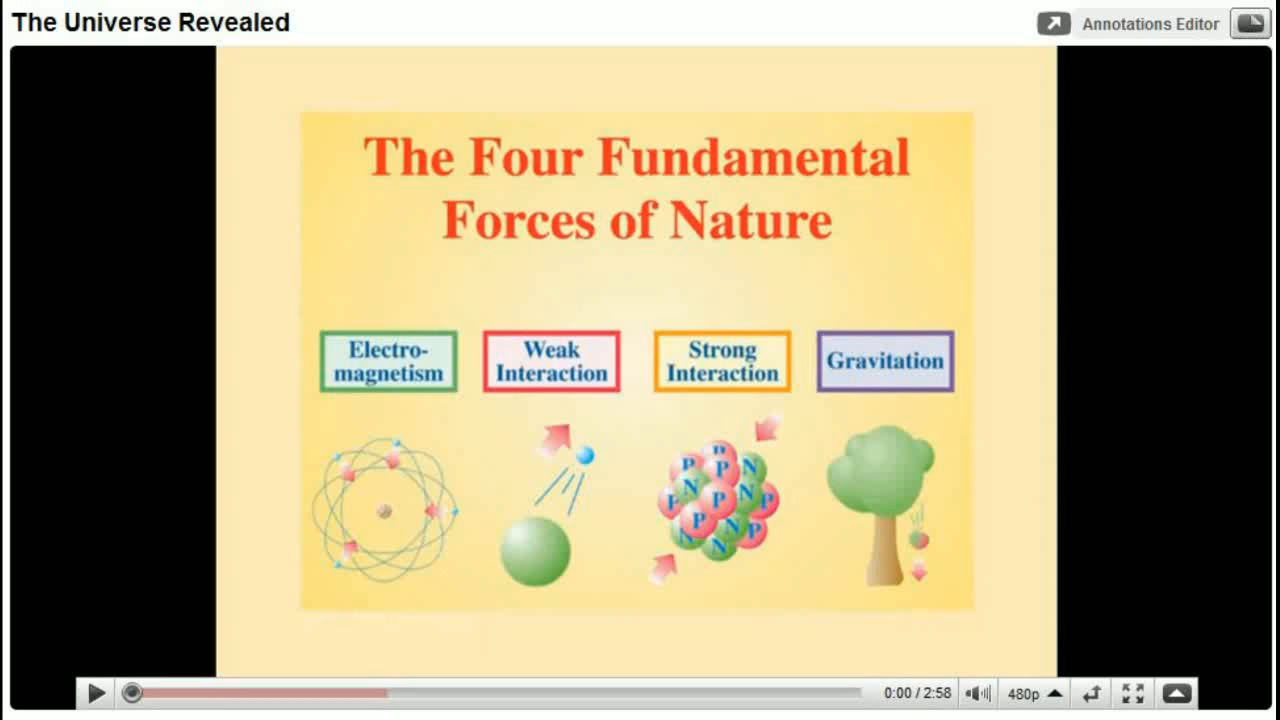 The Universe Revealed
Annotations Editor
The Four Fundamental
Forces of Nature
Electro-
magnetism
Weak
Interaction
Strong
Interaction
Gravitation
P
P
P
N
N
P
N
P
P
P
N
N
P
N
0:00 / 2:58
480p